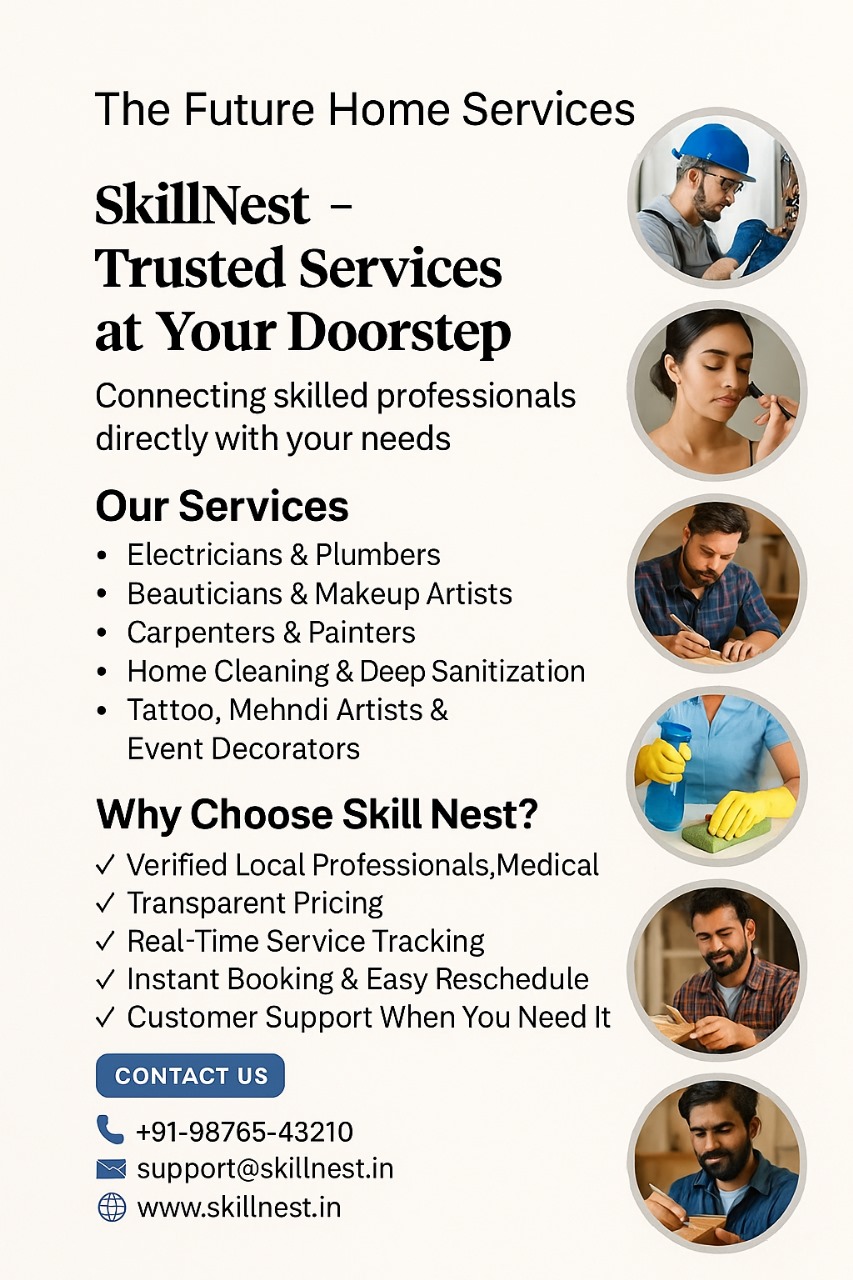 The Future Home Services
SkillNest –
Trusted Services
at Your Doorstep
Connecting skilled professionals
directly with your needs
Our Services
• Electricians & Plumbers
• Beauticians & Makeup Artists
• Carpenters & Painters
• Home Cleaning & Deep Sanitization
• Tattoo, Mehndi Artists &
Event Decorators
Why Choose Skill Nest?
✓ Verified Local Professionals,Medical
✓ Transparent Pricing
✓ Real-Time Service Tracking
✓ Instant Booking & Easy Reschedule
✓ Customer Support When You Need It
CONTACT US
+91-98765-43210
support@skillnest.in
www.skillnest.in